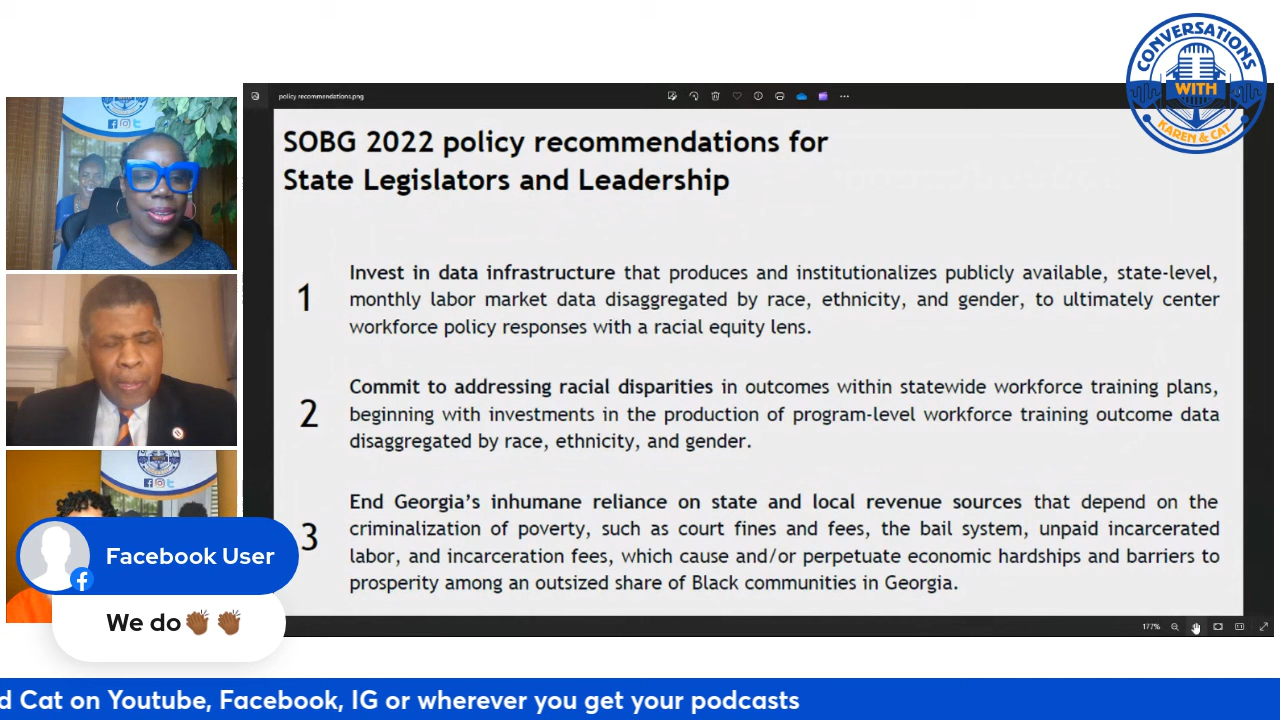 CONVERSATIONS
WITH
KAREN & CAT
policy recommendations.png
SOBG 2022 policy recommendations for
State Legislators and Leadership
1
Invest in data infrastructure that produces and institutionalizes publicly available, state-level,
monthly labor market data disaggregated by race, ethnicity, and gender, to ultimately center
workforce policy responses with a racial equity lens.
2
Commit to addressing racial disparities in outcomes within statewide workforce training plans,
beginning with investments in the production of program-level workforce training outcome data
disaggregated by race, ethnicity, and gender.
3
End Georgia's inhumane reliance on state and local revenue sources that depend on the
criminalization of poverty, such as court fines and fees, the bail system, unpaid incarcerated
labor, and incarceration fees, which cause and/or perpetuate economic hardships and barriers to
prosperity among an outsized share of Black communities in Georgia.
177%
Facebook User
We do👏🏾 👏🏾
d Cat on Youtube, Facebook, IG or wherever you get your podcasts